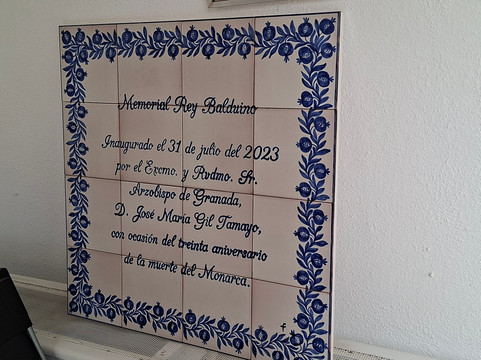 Memorial Rey Balduino
Inaugurado el 31 de julio del 2023
por el Excmo. y Rvdmo. Sr.
Arzobispo de Granada,
D. José María Gil Tamayo,
con ocasión del treinta aniversario
de la muerte del Monarca.